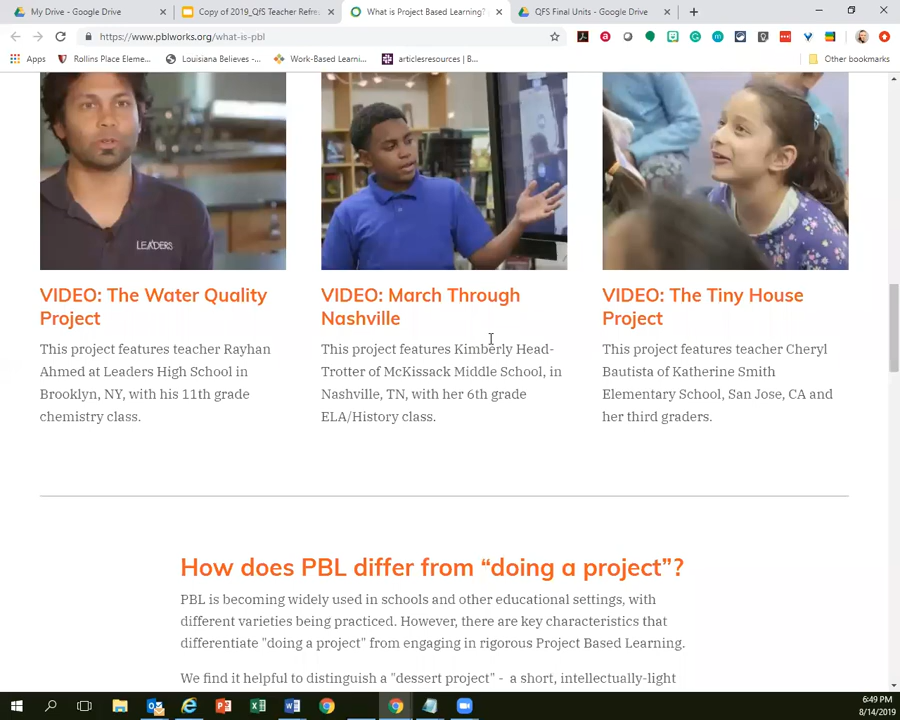 My Drive - Google Drive
Copy of 2019_QfS Teacher Refre
What is Project Based Learning?
QFS Final Units - Google Drive
https://www.pblworks.org/what-is-pbl
Apps
Rollins Place Eleme...
Louisiana Believes -...
Work-Based Learni...
articlesresources | B...
Other bookmarks
LEADERS
VIDEO: The Water Quality
Project
This project features teacher Rayhan
Ahmed at Leaders High School in
Brooklyn, NY, with his 11th grade
chemistry class.
VIDEO: March Through
Nashville
This project features Kimberly Head-
Trotter of McKissack Middle School, in
Nashville, TN, with her 6th grade
ELA/History class.
VIDEO: The Tiny House
Project
This project features teacher Cheryl
Bautista of Katherine Smith
Elementary School, San Jose, CA and
her third graders.
How does PBL differ from “doing a project”?
PBL is becoming widely used in schools and other educational settings, with
different varieties being practiced. However, there are key characteristics that
differentiate "doing a project" from engaging in rigorous Project Based Learning.
We find it helpful to distinguish a "dessert project" - a short, intellectually-light
6:49 PM
8/14/2019